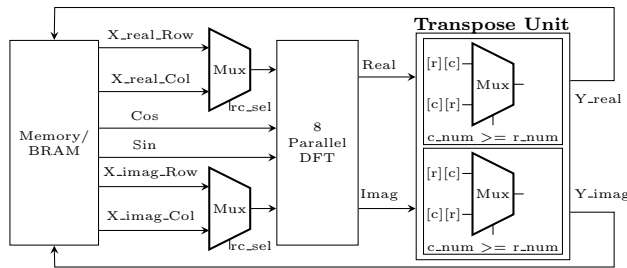 Transpose Unit
X_real_Row
X_real_Col
Cos
Sin
X_imag_Row
X_imag_Col
Memory/
BRAM
Mux
rc_sel
Mux
rc_sel
8
Parallel
DFT
Real
Imag
[r][c]
Mux
[c][r]
c_num >= r_num
[r][c]
Mux
[c][r]
c_num >= r_num
Y_real
Y_imag